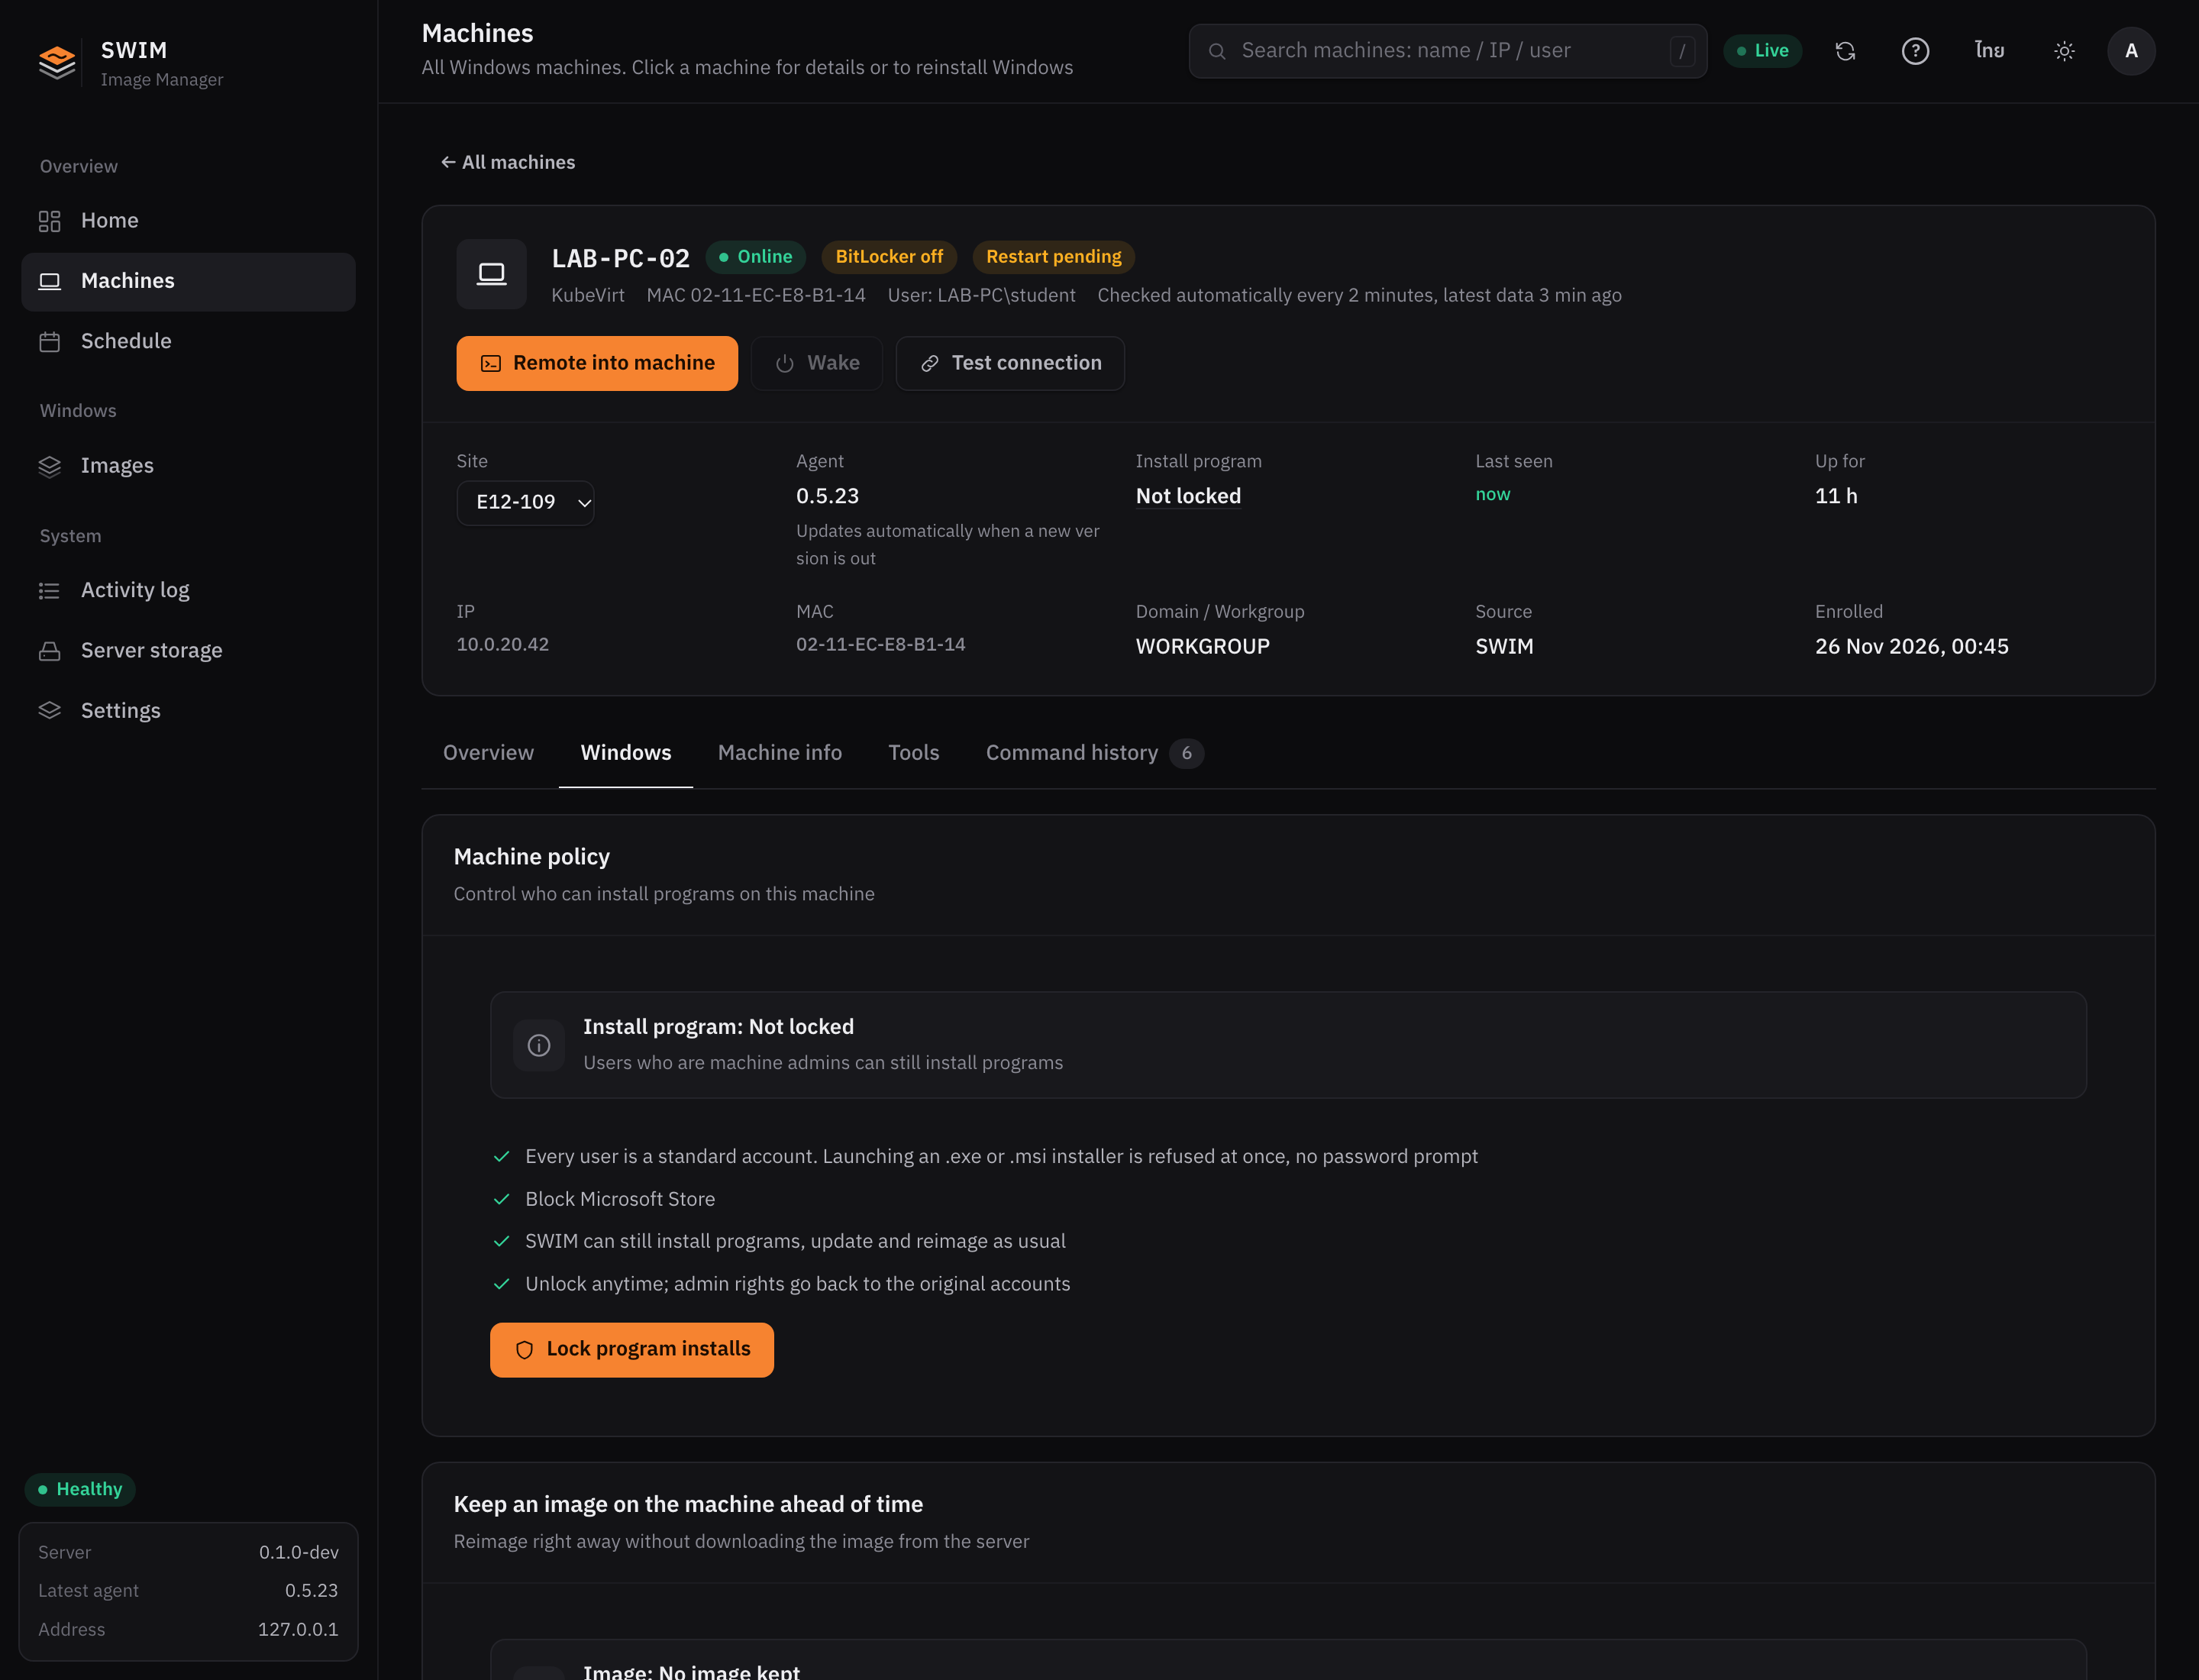 SWIM
Image Manager
Overview
Home
Machines
Schedule
Windows
Images
System
Activity log
Server storage
Settings
Healthy
Server 0.1.0-dev
Latest agent 0.5.23
Address 127.0.0.1
Machines
All Windows machines. Click a machine for details or to reinstall Windows
Search machines: name / IP / user /
Live
?
ไทย
A
← All machines
LAB-PC-02 Online BitLocker off Restart pending
KubeVirt MAC 02-11-EC-E8-B1-14 User: LAB-PC\student Checked automatically every 2 minutes, latest data 3 min ago
Remote into machine Wake Test connection
Site Agent Install program Last seen Up for
E12-109 0.5.23 Not locked now 11 h
Updates automatically when a new ver
sion is out
IP MAC Domain / Workgroup Source Enrolled
10.0.20.42 02-11-EC-E8-B1-14 WORKGROUP SWIM 26 Nov 2026, 00:45
Overview Windows Machine info Tools Command history 6
Machine policy
Control who can install programs on this machine
Install program: Not locked
Users who are machine admins can still install programs
Every user is a standard account. Launching an .exe or .msi installer is refused at once, no password prompt
Block Microsoft Store
SWIM can still install programs, update and reimage as usual
Unlock anytime; admin rights go back to the original accounts
Lock program installs
Keep an image on the machine ahead of time
Reimage right away without downloading the image from the server
Image: No image kept